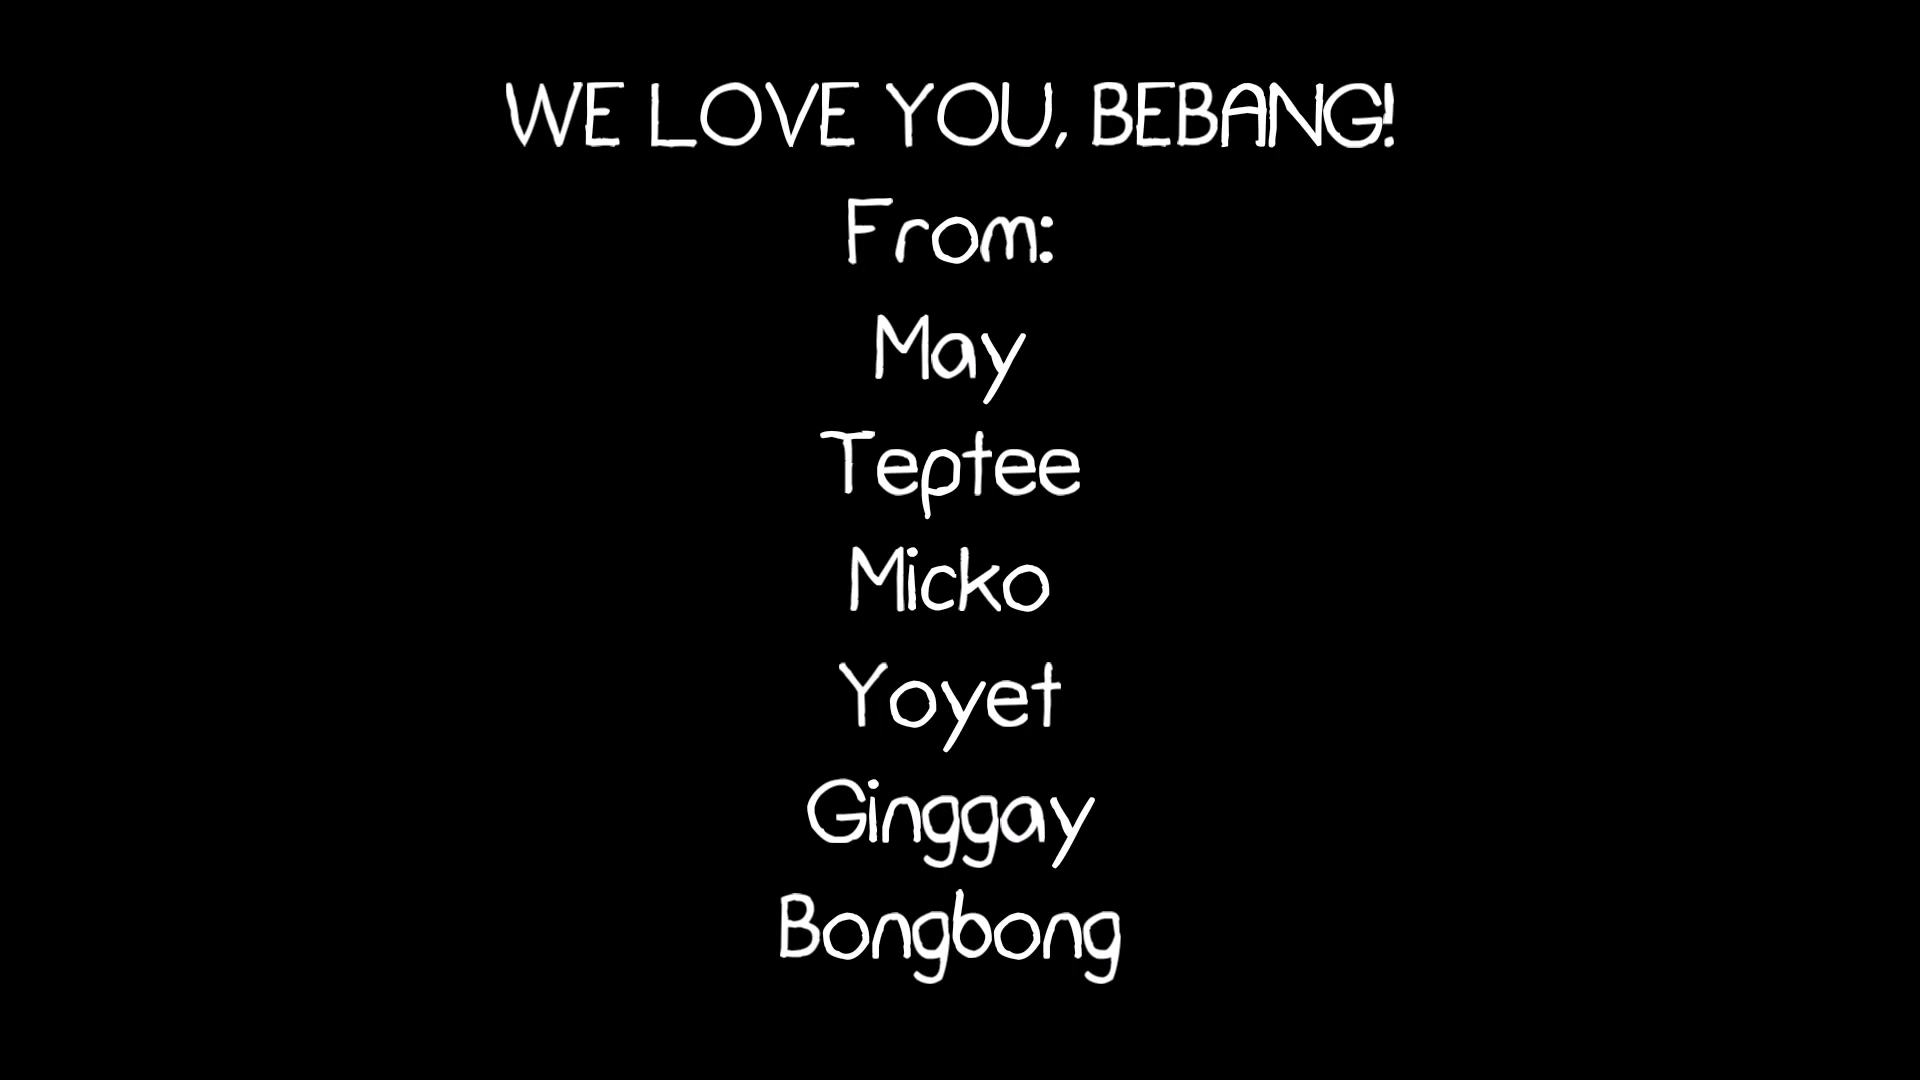 WE LOVE YOU, BEBANG!
From:
May
Teptee
Micko
Yoyet
Ginggay
Bongbong